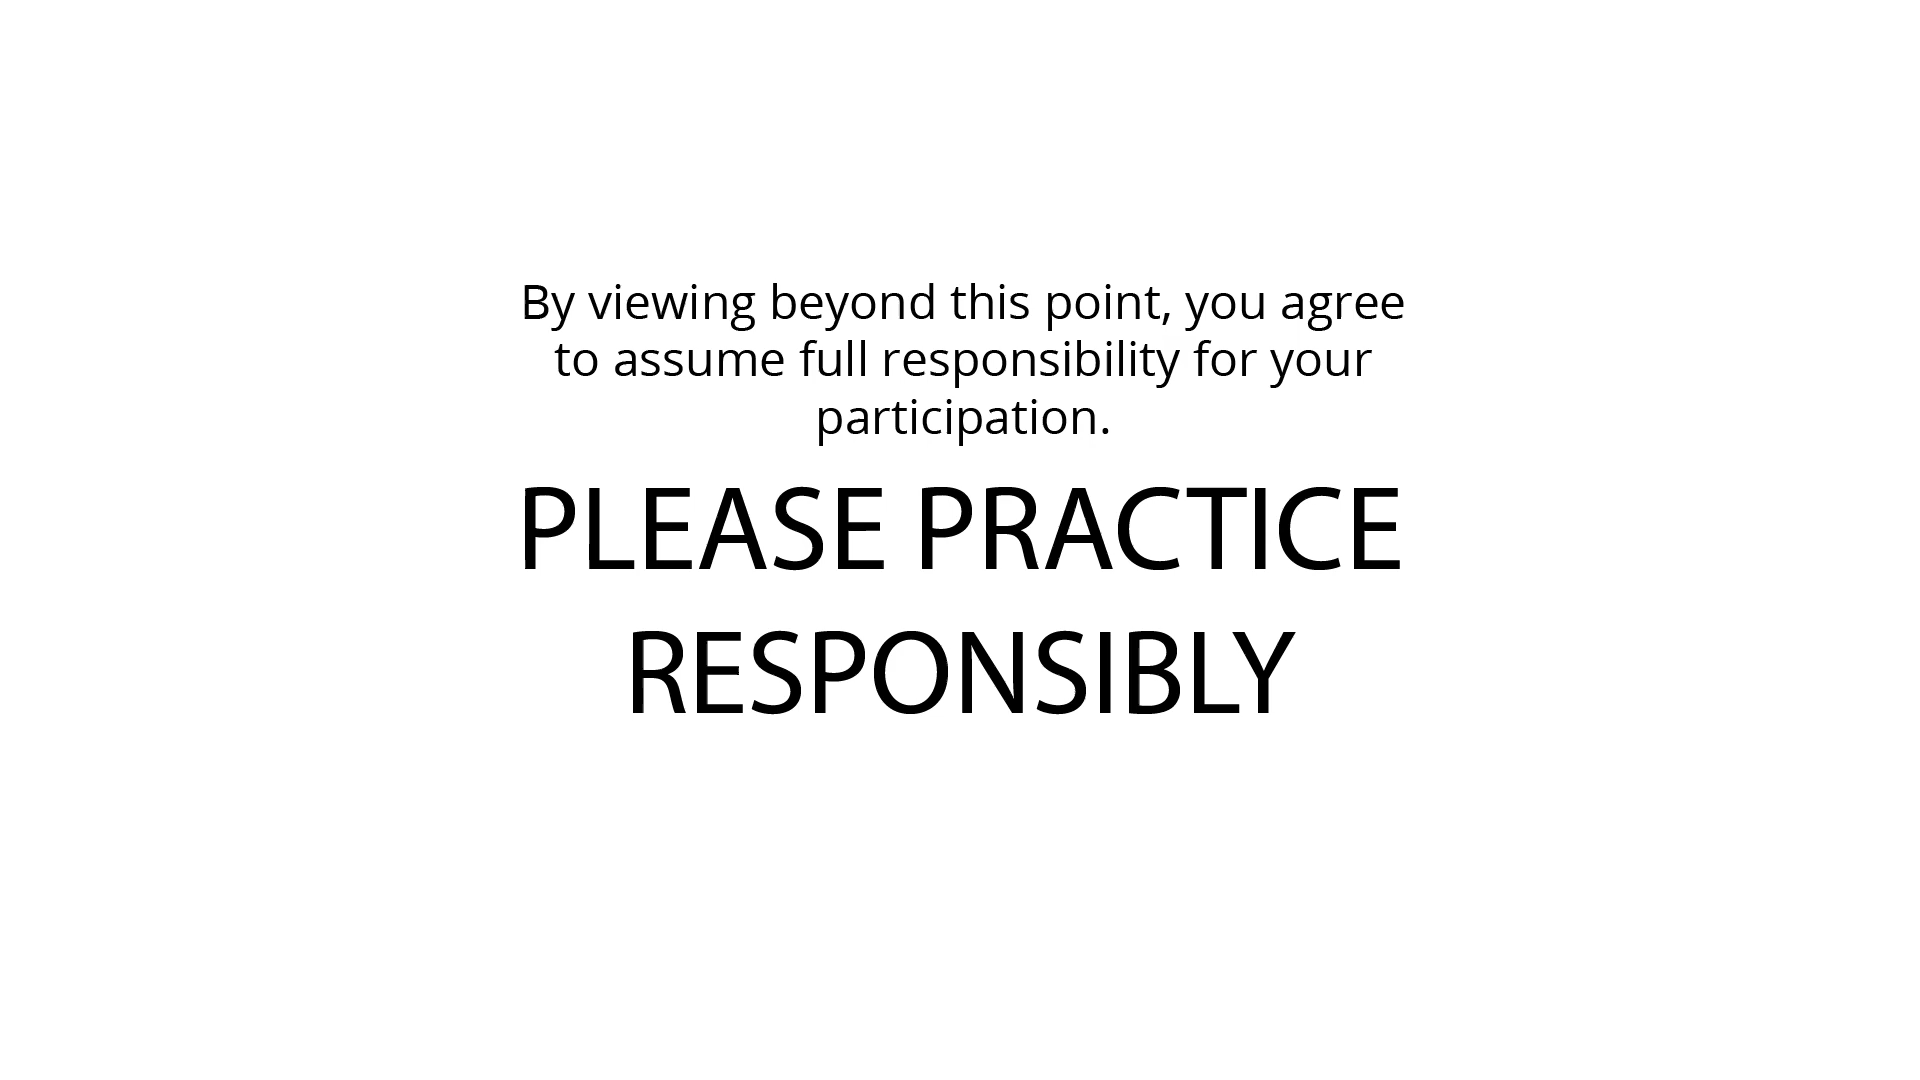 By viewing beyond this point, you agree
to assume full responsibility for your
participation.
PLEASE PRACTICE
RESPONSIBLY